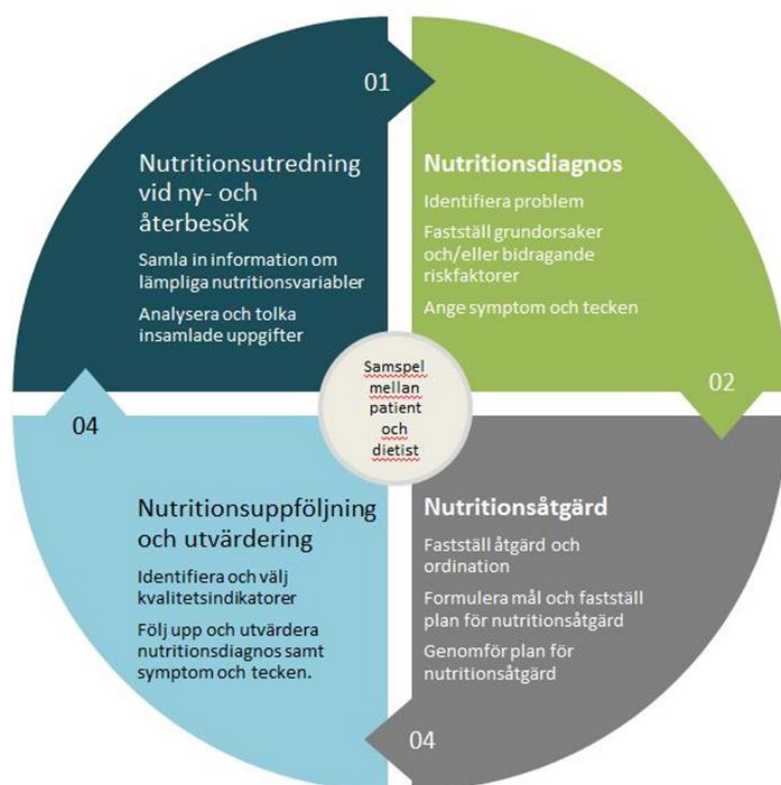 01
Nutritionsutredning
vid ny- och
återbesök
Samla in information om
lämpliga nutritionsvariabler
Analysera och tolka
insamlade uppgifter
Nutritionsdiagnos
Identifiera problem
Fastställ grundorsaker
och/eller bidragande
riskfaktorer
Ange symptom och tecken
02
Samspel
mellan
patient
och
dietist
Nutritionsåtgärd
Fastställ åtgärd och
ordination
Formulera mål och fastställ
plan för nutritionsåtgärd
Genomför plan för
nutritionsåtgärd
04
Nutritionsuppföljning
och utvärdering
Identifiera och välj
kvalitetsindikatorer
Följ upp och utvärdera
nutritionsdiagnos samt
symptom och tecken.
04